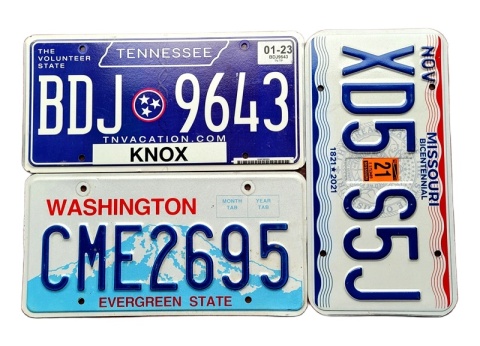 THE
VOLUNTEER
STATE
TENNESSEE
01-23
BDJ9643
BDJ 9643
TNVACATION.COM
KNOX
WASHINGTON
MONTH
TAB
YEAR
TAB
CME2695
EVERGREEN STATE
NOV
MISSOURI
BICENTENNIAL
XD5 S5J
21
1821★2021